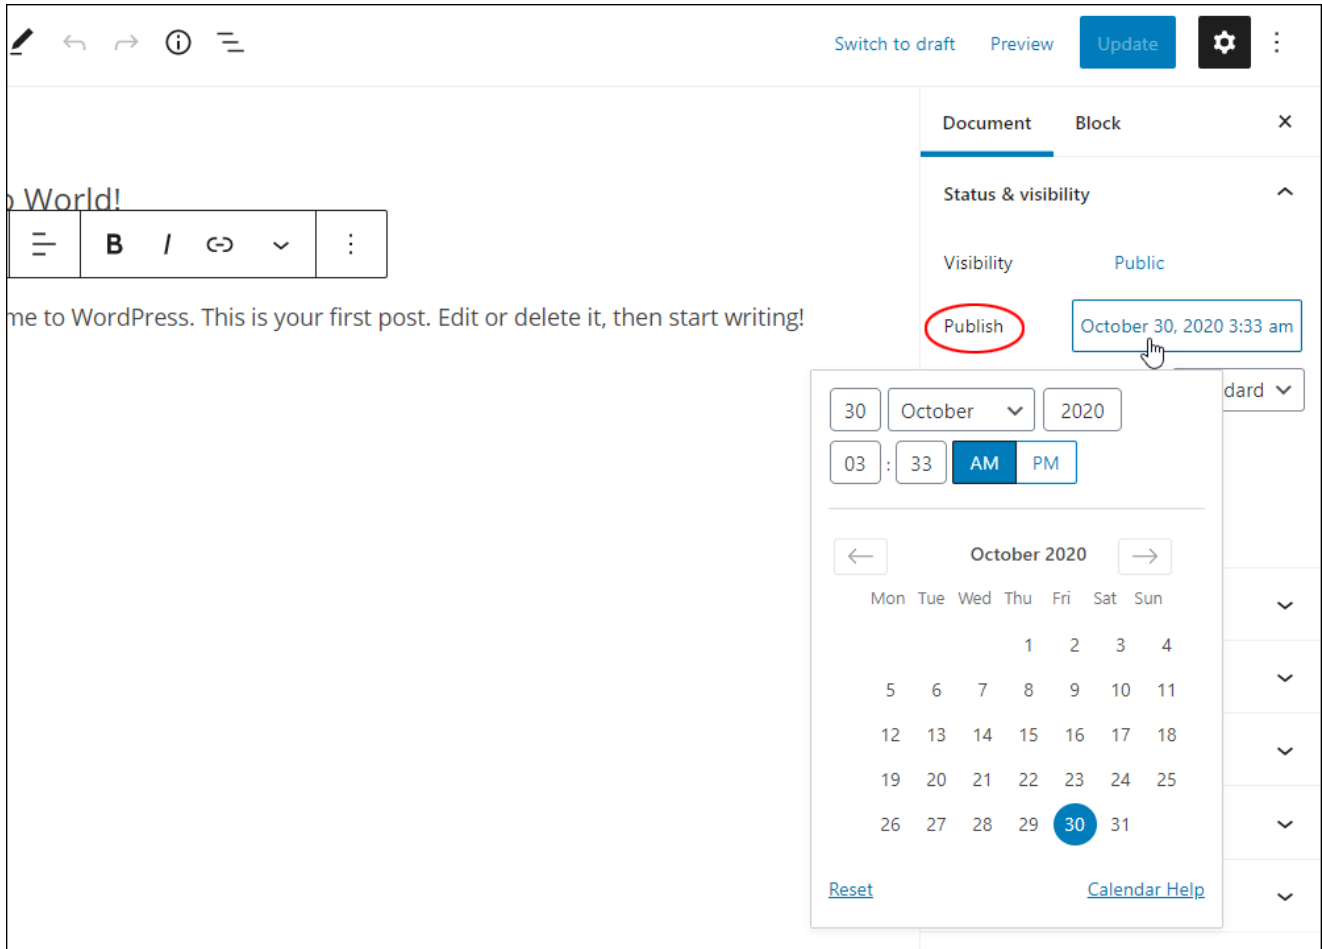 Switch to draft Preview Update
Document Block
Status & visibility
World!
B I
Visibility Public
me to WordPress. This is your first post. Edit or delete it, then start writing!
Publish October 30, 2020 3:33 am
dard
30 October 2020
03 : 33 AM PM
October 2020
Mon Tue Wed Thu Fri Sat Sun
1 2 3 4
5 6 7 8 9 10 11
12 13 14 15 16 17 18
19 20 21 22 23 24 25
26 27 28 29 30 31
Reset Calendar Help